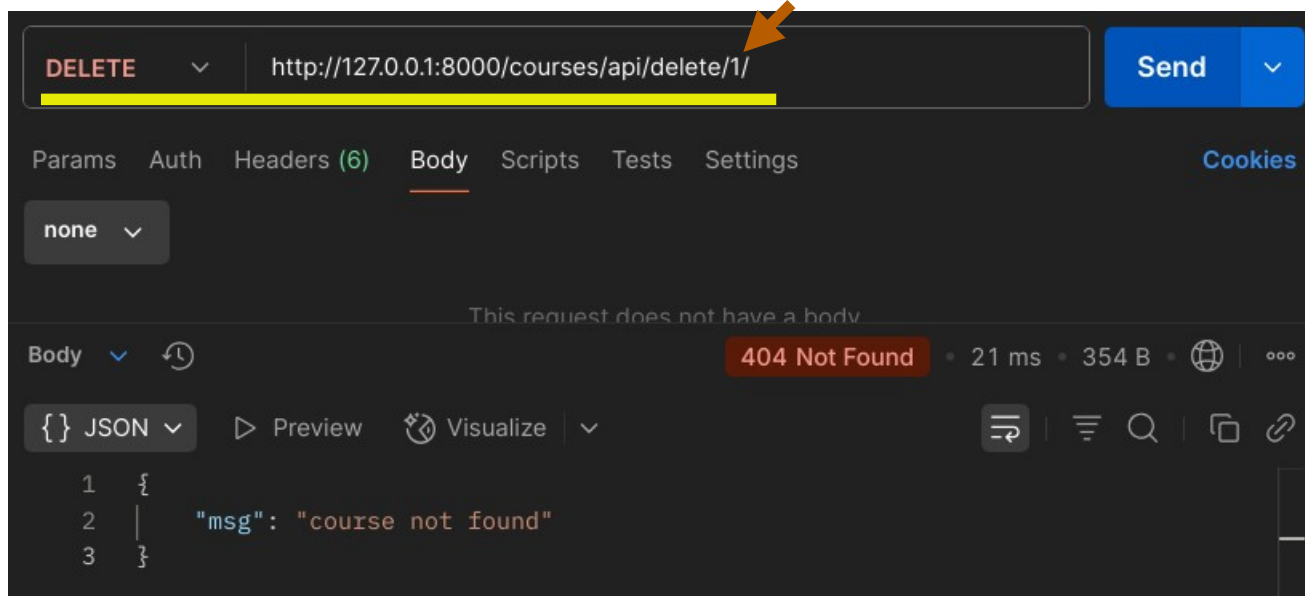 DELETE http://127.0.0.1:8000/courses/api/delete/1/ Send
Params Auth Headers (6) Body Scripts Tests Settings Cookies
none
This request does not have a body
Body 404 Not Found • 21 ms • 354 B •
{} JSON Preview Visualize
1 {
2 "msg": "course not found"
3 }